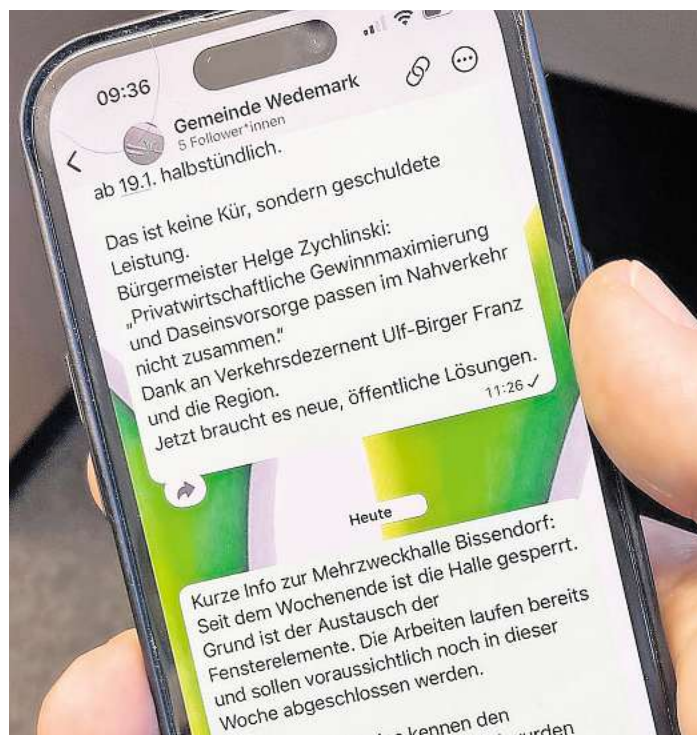 09:36
Gemeinde Wedemark
5 Follower*innen
ab 19.1. halbstündlich.
Das ist keine Kür, sondern geschuldete
Leistung.
Bürgermeister Helge Zychlinski:
„Privatwirtschaftliche Gewinnmaximierung
und Daseinsvorsorge passen im Nahverkehr
nicht zusammen.“
Dank an Verkehrsdezernent Ulf-Birger Franz
und die Region.
Jetzt braucht es neue, öffentliche Lösungen.
11:26
Heute
Kurze Info zur Mehrzweckhalle Bissendorf:
Seit dem Wochenende ist die Halle gesperrt.
Grund ist der Austausch der
Fensterelemente. Die Arbeiten laufen bereits
und sollen voraussichtlich noch in dieser
Woche abgeschlossen werden.
kennen den